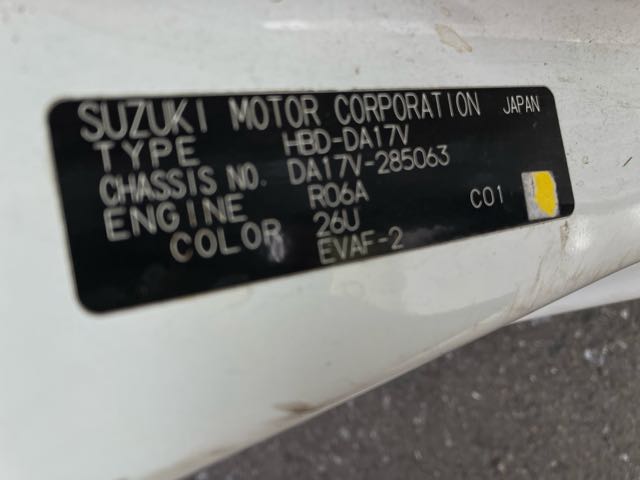 SUZUKI MOTOR CORPORATION JAPAN
TYPE HBD-DA17V
CHASSIS NO. DA17V-285063
ENGINE R06A C01
COLOR 26U
EVAF-2